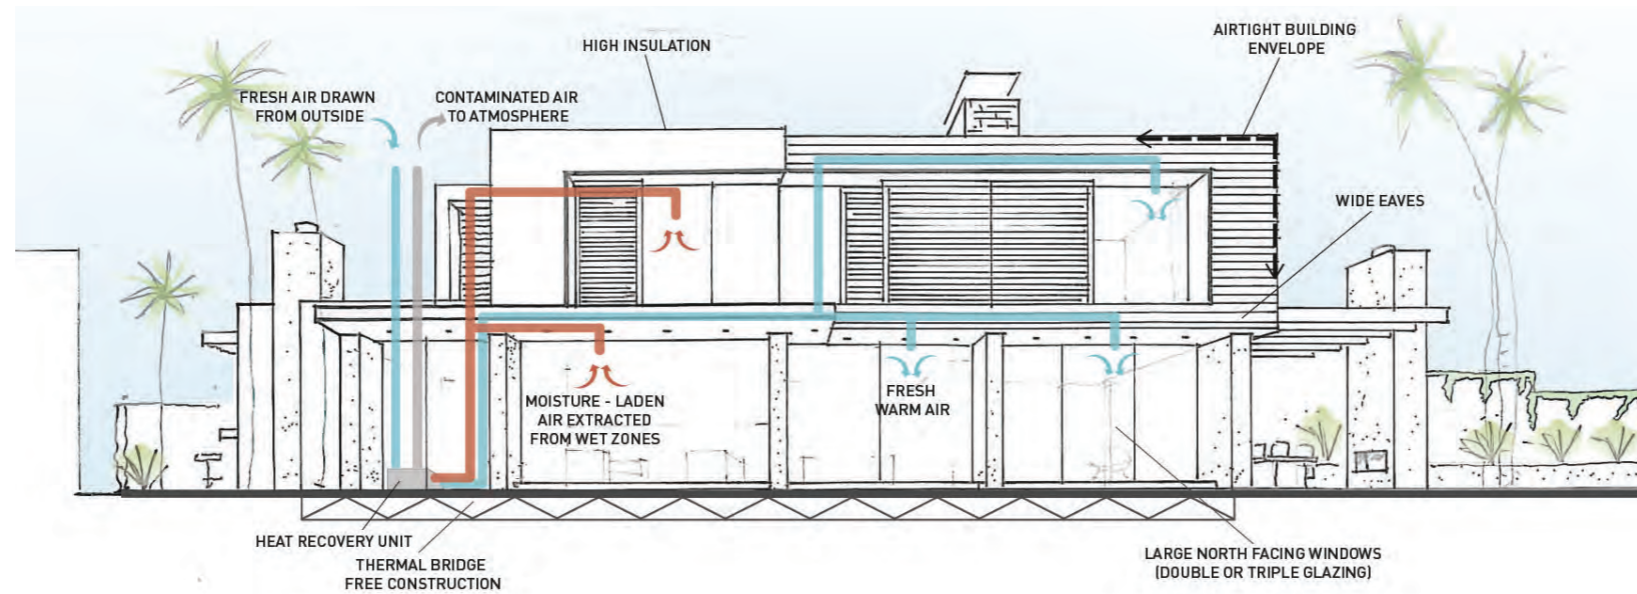 HIGH INSULATION
AIRTIGHT BUILDING
ENVELOPE
FRESH AIR DRAWN
FROM OUTSIDE
CONTAMINATED AIR
TO ATMOSPHERE
WIDE EAVES
MOISTURE - LADEN
AIR EXTRACTED
FROM WET ZONES
FRESH
WARM AIR
HEAT RECOVERY UNIT
THERMAL BRIDGE
FREE CONSTRUCTION
LARGE NORTH FACING WINDOWS
(DOUBLE OR TRIPLE GLAZING)